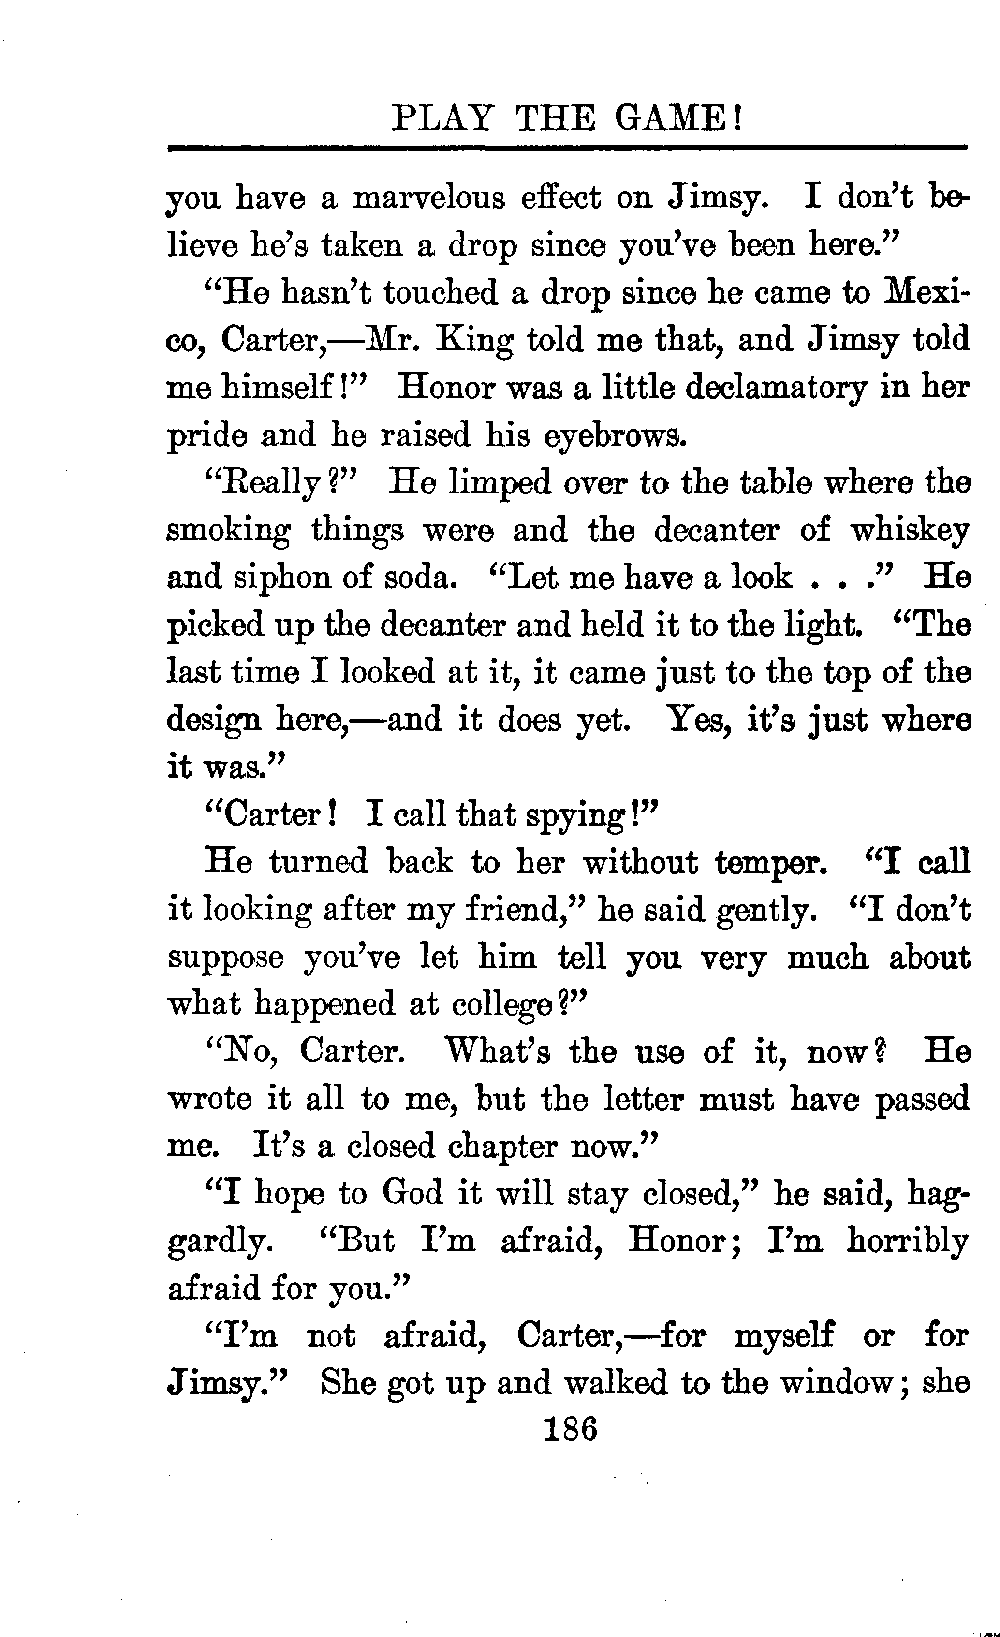 PLAY THE GAME!
you have a marvelous effect on Jimsy. I don't be-
lieve he's taken a drop since you've been here."
"He hasn't touched a drop since he came to Mexi-
co, Carter,—Mr. King told me that, and Jimsy told
me himself!" Honor was a little declamatory in her
pride and he raised his eyebrows.
"Really?" He limped over to the table where the
smoking things were and the decanter of whiskey
and siphon of soda. "Let me have a look . . ." He
picked up the decanter and held it to the light. "The
last time I looked at it, it came just to the top of the
design here,—and it does yet. Yes, it's just where
it was."
"Carter! I call that spying!"
He turned back to her without temper. "I call
it looking after my friend," he said gently. "I don't
suppose you've let him tell you very much about
what happened at college?"
"No, Carter. What's the use of it, now? He
wrote it all to me, but the letter must have passed
me. It's a closed chapter now."
"I hope to God it will stay closed," he said, hag-
gardly. "But I'm afraid, Honor; I'm horribly
afraid for you."
"I'm not afraid, Carter,—for myself or for
Jimsy." She got up and walked to the window; she
186